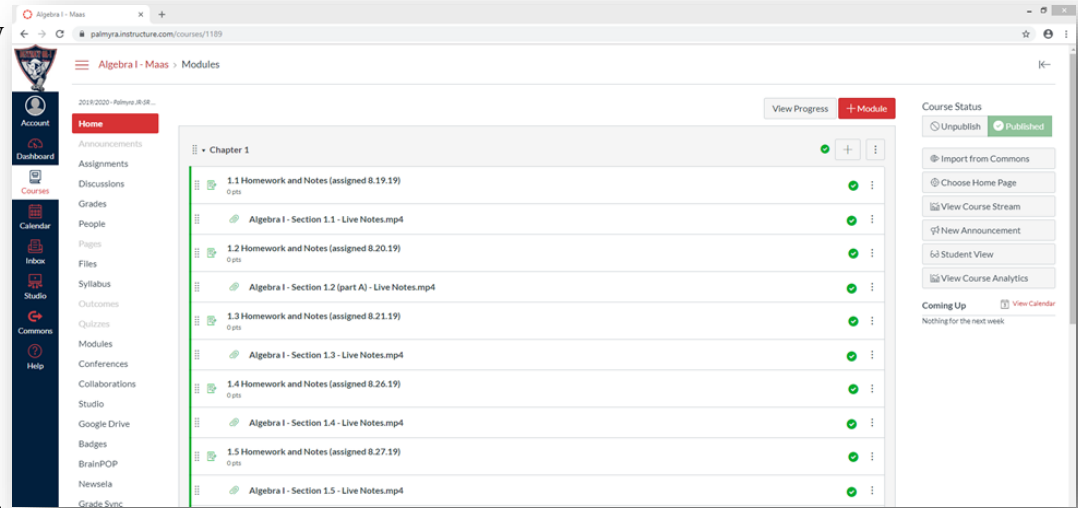 Algebra I - Maas
palmyra.instructure.com/courses/1189
Algebra I - Maas > Modules
Account
Dashboard
Courses
Calendar
Inbox
Studio
Commons
Help
2019/2020 - Palmyra JR-SR ...
Home
Announcements
Assignments
Discussions
Grades
People
Pages
Files
Syllabus
Outcomes
Quizzes
Modules
Conferences
Collaborations
Studio
Google Drive
Badges
BrainPOP
Newsela
Grade Sync
View Progress
+ Module
Chapter 1
1.1 Homework and Notes (assigned 8.19.19)
0 pts
Algebra I - Section 1.1 - Live Notes.mp4
1.2 Homework and Notes (assigned 8.20.19)
0 pts
Algebra I - Section 1.2 (part A) - Live Notes.mp4
1.3 Homework and Notes (assigned 8.21.19)
0 pts
Algebra I - Section 1.3 - Live Notes.mp4
1.4 Homework and Notes (assigned 8.26.19)
0 pts
Algebra I - Section 1.4 - Live Notes.mp4
1.5 Homework and Notes (assigned 8.27.19)
0 pts
Algebra I - Section 1.5 - Live Notes.mp4
Course Status
Unpublish Published
Import from Commons
Choose Home Page
View Course Stream
New Announcement
Student View
View Course Analytics
Coming Up View Calendar
Nothing for the next week